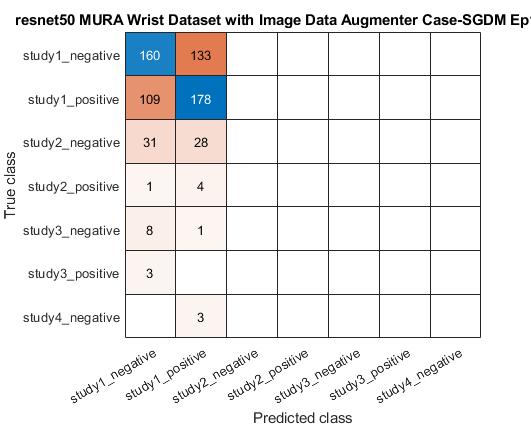 resnet50 MURA Wrist Dataset with Image Data Augmenter Case-SGDM Ep
True class
study1_negative 160 133
study1_positive 109 178
study2_negative 31 28
study2_positive 1 4
study3_negative 8 1
study3_positive 3
study4_negative 3
study1_negative study1_positive study2_negative study2_positive study3_negative study3_positive study4_negative
Predicted class